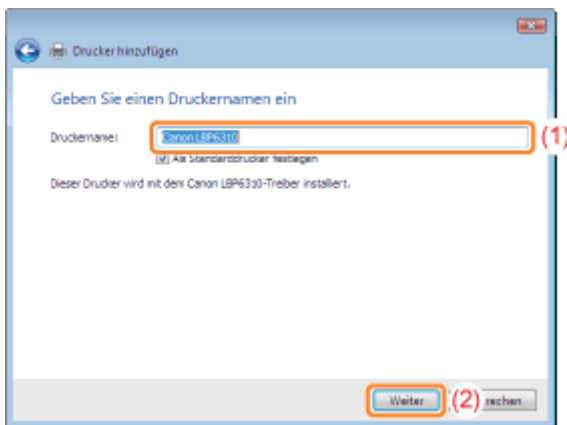 Drucker hinzufügen
Geben Sie einen Druckernamen ein
Druckername: Canon LBP6310 (1)
Als Standarddrucker festlegen
Dieser Drucker wird mit dem Canon LBP6310-Treiber installiert.
Weiter (2) rechen